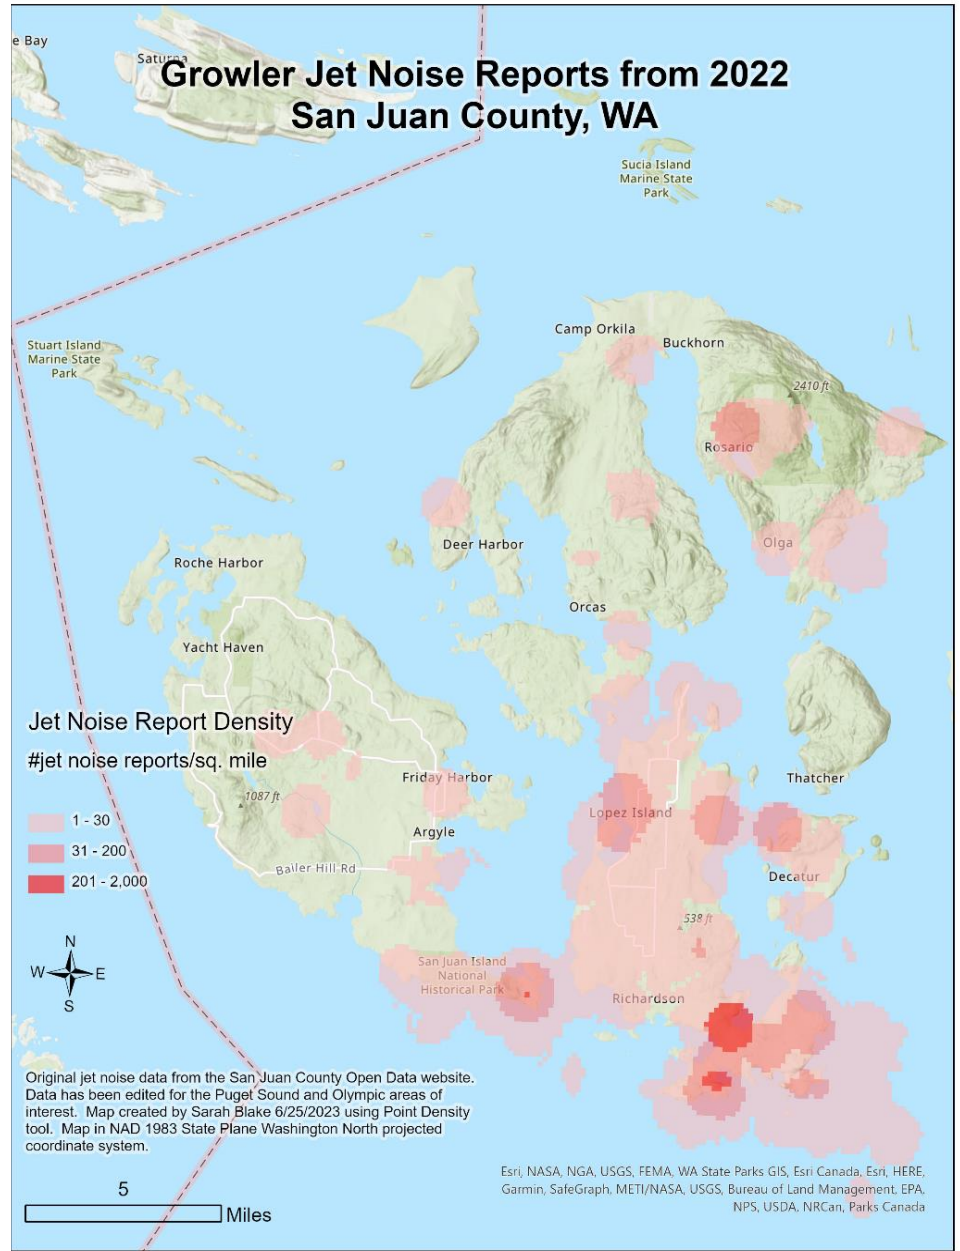 e Bay
Saturna
Growler Jet Noise Reports from 2022
San Juan County, WA
Sucia Island
Marine State
Park
Stuart Island
Marine State
Park
Camp Orkila
Buckhorn
2410 ft
Rosario
Deer Harbor
Olga
Roche Harbor
Orcas
Yacht Haven
Jet Noise Report Density
#jet noise reports/sq. mile
1 - 30
31 - 200
201 - 2,000
1087 ft
Friday Harbor
Thatcher
Lopez Island
Argyle
Bailer Hill Rd
Decatur
538 ft
N
W E
S
San Juan Island
National
Historical Park
Richardson
Original jet noise data from the San Juan County Open Data website.
Data has been edited for the Puget Sound and Olympic areas of
interest. Map created by Sarah Blake 6/25/2023 using Point Density
tool. Map in NAD 1983 State Plane Washington North projected
coordinate system.
5
Miles
Esri, NASA, NGA, USGS, FEMA, WA State Parks GIS, Esri Canada, Esri, HERE,
Garmin, SafeGraph, METI/NASA, USGS, Bureau of Land Management, EPA,
NPS, USDA, NRCan, Parks Canada